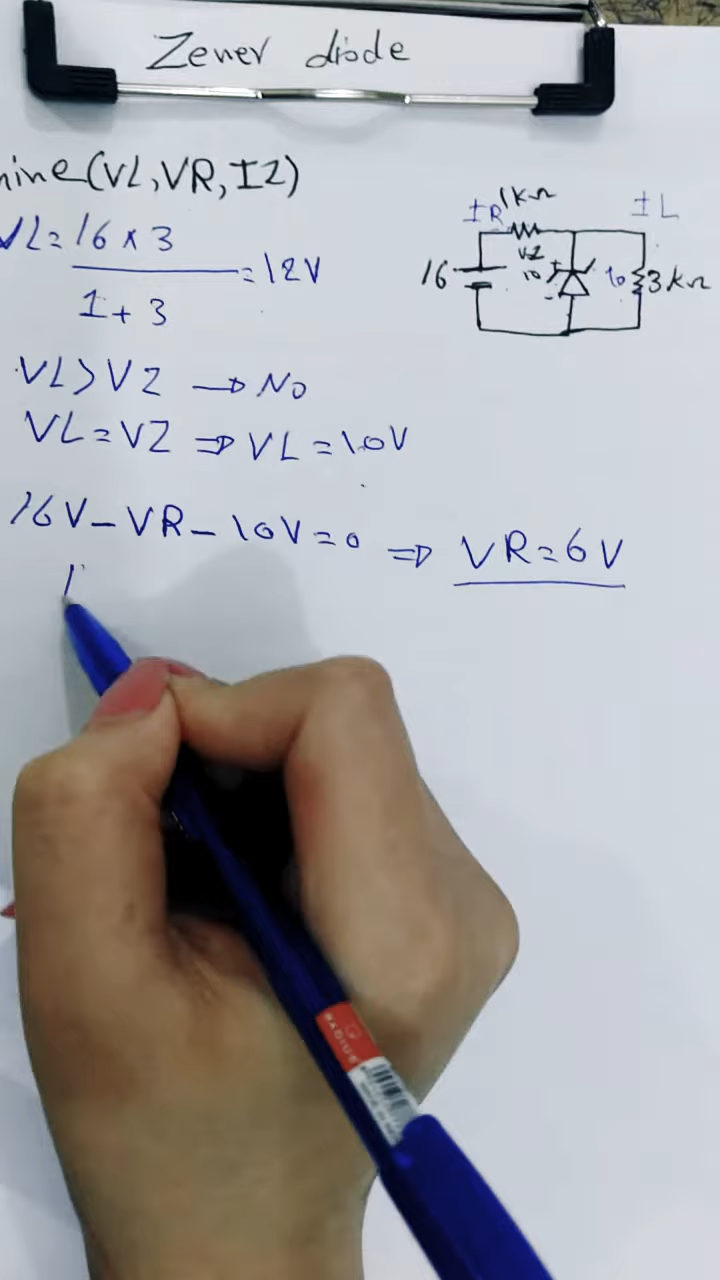 Zener diode
mine(VL,VR,IZ)
VL=16×3
1+3
=12V
IR
1kΩ
IL
16
VZ
10
+
-
10
3kΩ
VL>VZ → No
VL=VZ ⇒ VL=10V
16V-VR-10V=0 ⇒ VR=6V
RADIUS